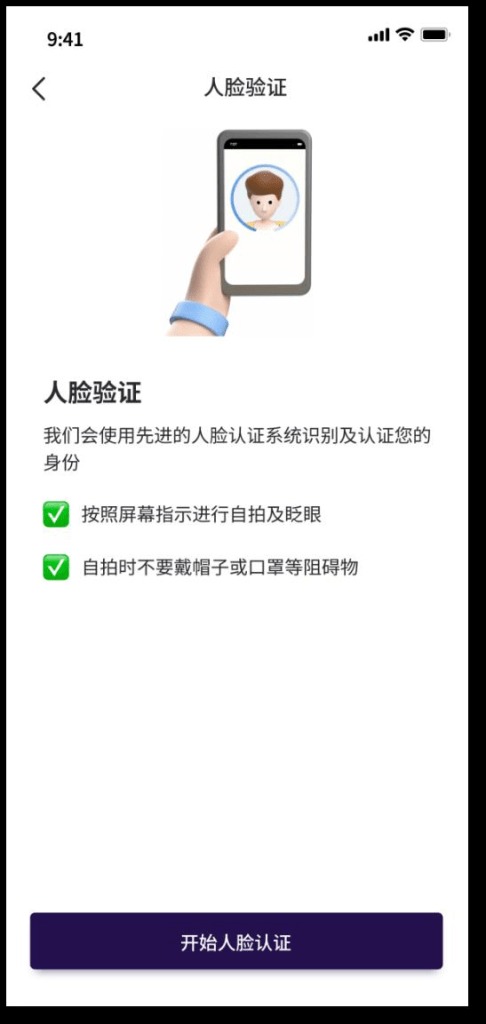 9:41
人脸验证
人脸验证
我们会使用先进的人脸认证系统识别及认证您的
身份
按照屏幕指示进行自拍及眨眼
自拍时不要戴帽子或口罩等阻碍物
开始人脸认证